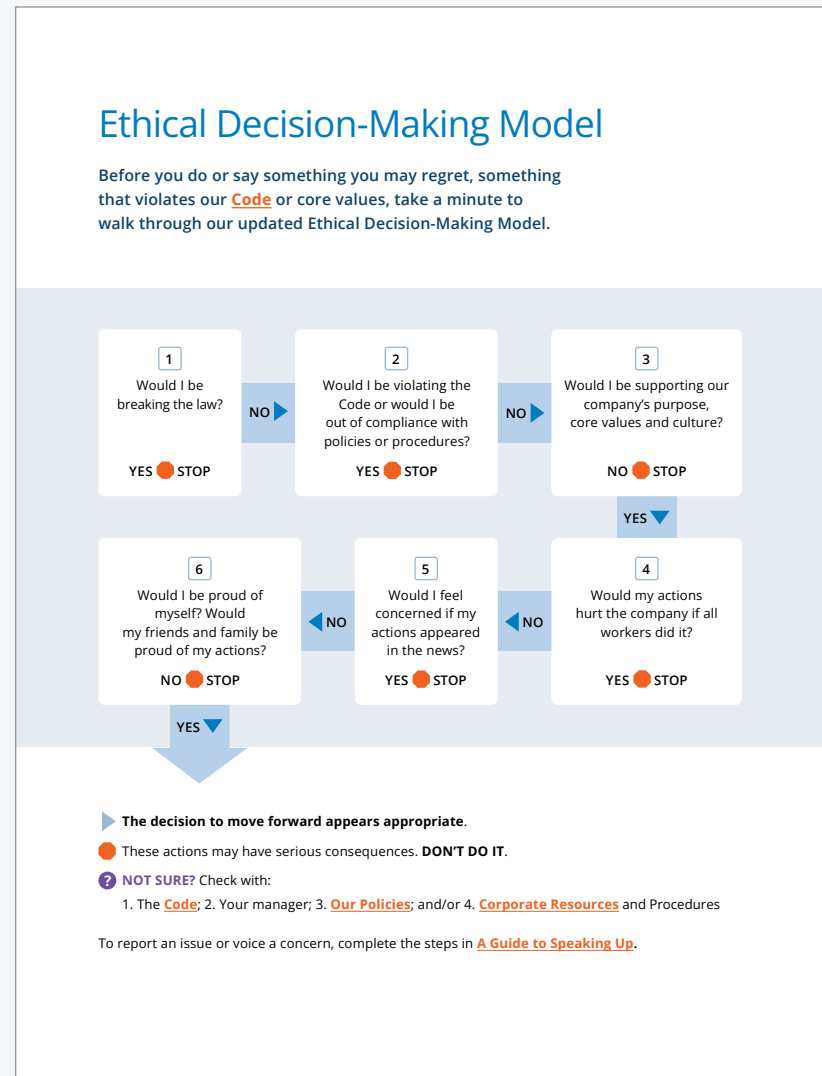 Ethical Decision-Making Model
Before you do or say something you may regret, something
that violates our Code or core values, take a minute to
walk through our updated Ethical Decision-Making Model.
1
Would I be
breaking the law?
YES STOP
NO
2
Would I be violating the
Code or would I be
out of compliance with
policies or procedures?
YES STOP
NO
3
Would I be supporting our
company’s purpose,
core values and culture?
NO STOP
YES
4
Would my actions
hurt the company if all
workers did it?
YES STOP
NO
5
Would I feel
concerned if my
actions appeared
in the news?
YES STOP
NO
6
Would I be proud of
myself? Would
my friends and family be
proud of my actions?
NO STOP
YES
The decision to move forward appears appropriate.
These actions may have serious consequences. DON’T DO IT.
? NOT SURE? Check with:
1. The Code; 2. Your manager; 3. Our Policies; and/or 4. Corporate Resources and Procedures
To report an issue or voice a concern, complete the steps in A Guide to Speaking Up.